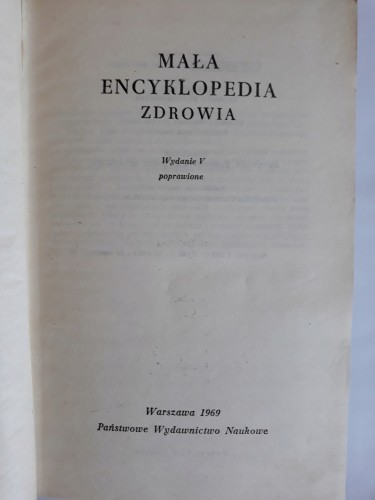 MAŁA
ENCYKLOPEDIA
ZDROWIA
Wydanie V
poprawione
Warszawa 1969
Państwowe Wydawnictwo Naukowe